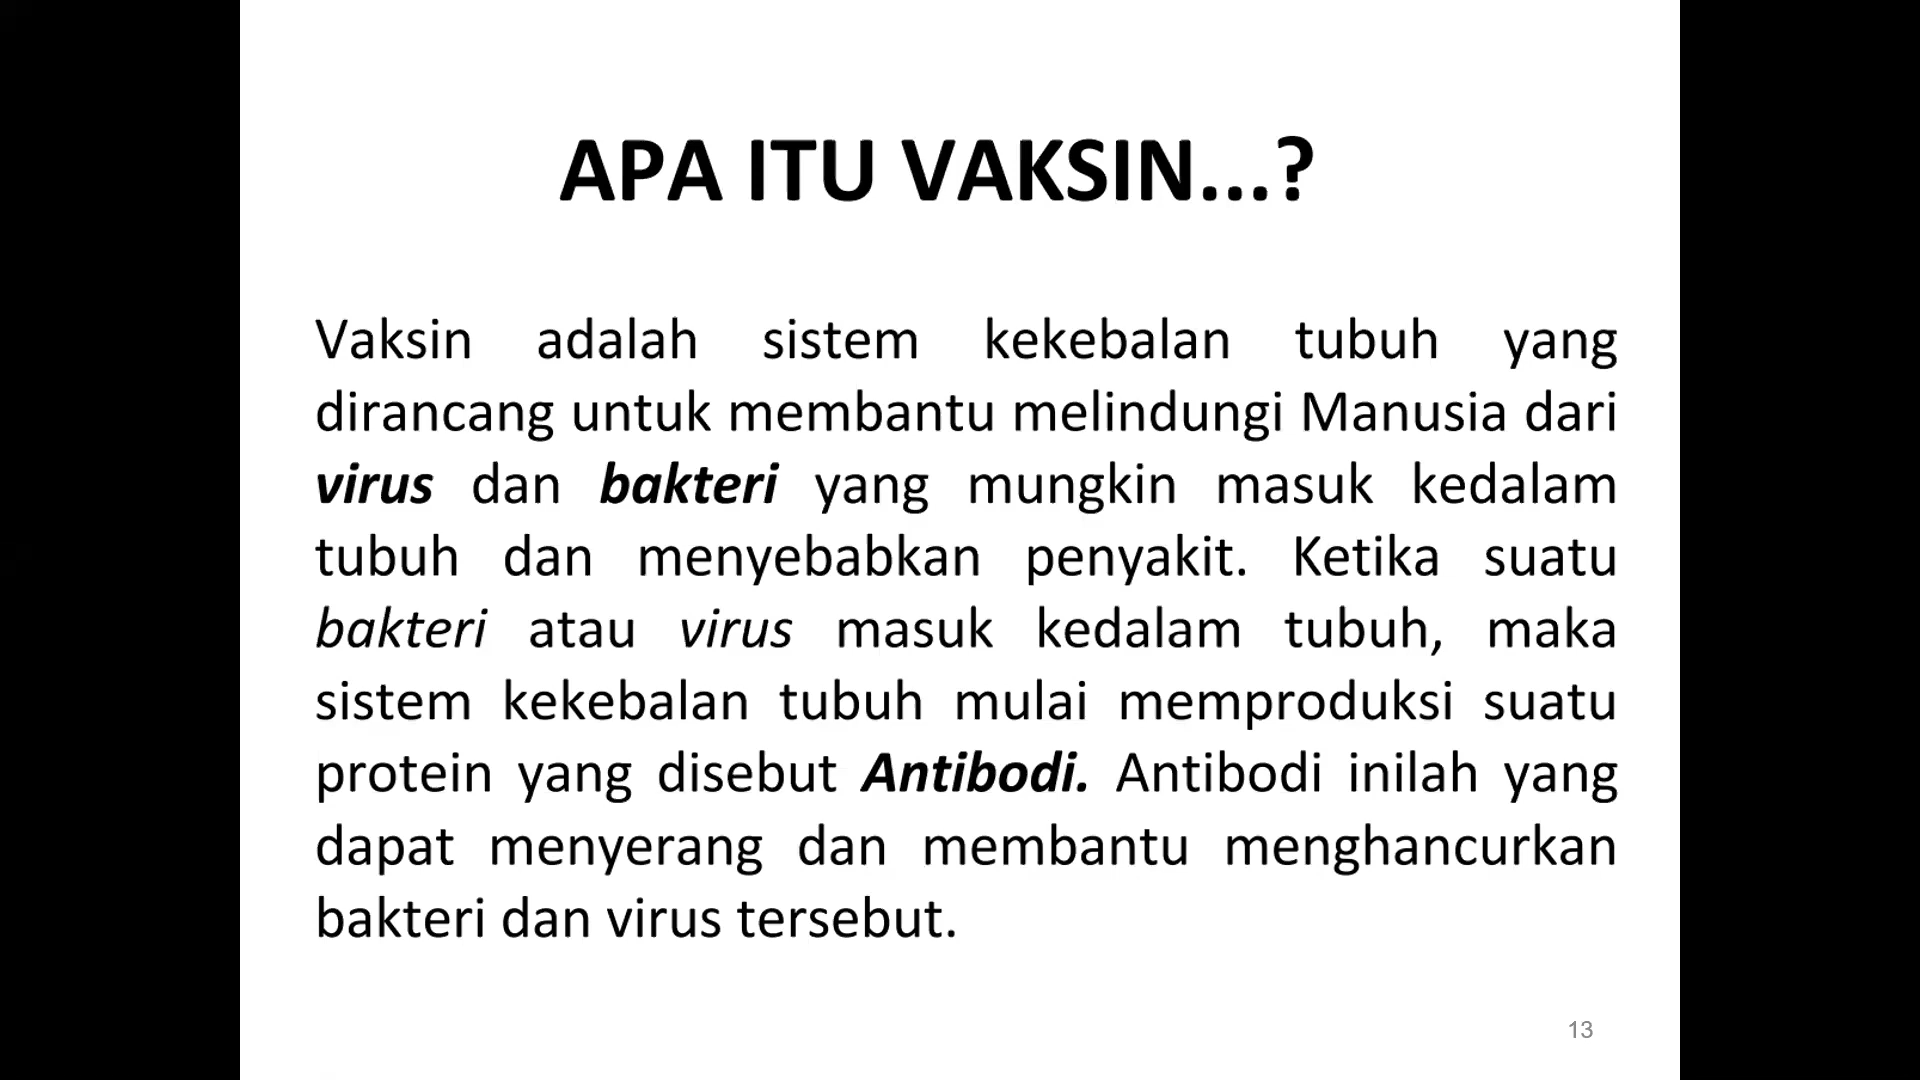 APA ITU VAKSIN...?
Vaksin adalah sistem kekebalan tubuh yang
dirancang untuk membantu melindungi Manusia dari
virus dan bakteri yang mungkin masuk kedalam
tubuh dan menyebabkan penyakit. Ketika suatu
bakteri atau virus masuk kedalam tubuh, maka
sistem kekebalan tubuh mulai memproduksi suatu
protein yang disebut Antibodi. Antibodi inilah yang
dapat menyerang dan membantu menghancurkan
bakteri dan virus tersebut.
13